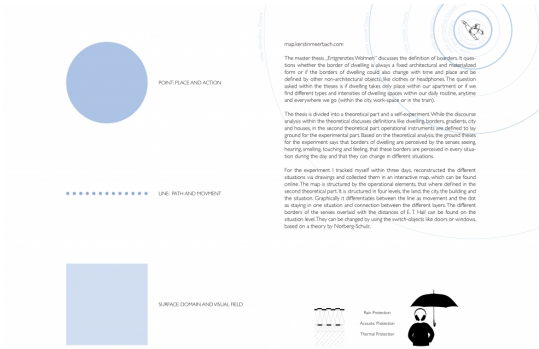 POINT: PLACE AND ACTION
LINE: PATH AND MOVMENT
SURFACE: DOMAIN AND VISUAL FIELD
map.kerstinmeerbach.com
The master thesis „Entgrenztes Wohnen" discusses the definition of boarders. It ques-
tions whether the border of dwelling is always a fixed architectural and materialised
form or if the borders of dwelling could also change with time and place and be
defined by other non-architectural objects, like clothes or headphones. The question
asked within the theses is if dwelling takes only place within our apartment or if we
find different types and intensities of dwelling spaces within our daily routine, anytime
and everywhere we go (within the city, work-space or in the train).
The thesis is divided into a theoretical part and a self-experiment. While the discourse
analysis within the theoretical discusses definitions like dwelling, borders, gradients, city
and houses, in the second theoretical part operational instruments are defined to lay
ground for the experimental part. Based on the theoretical analysis, the ground theses
for the experiment says that borders of dwelling are perceived by the senses seeing,
hearing, smelling, touching and feeling, that these borders are perceived in every situa-
tion during the day and that they can change in different situations.
For the experiment I tracked myself within three days, reconstructed the different
situations via drawings and collected them in an interactive map, which can be found
online. The map is structured by the operational elements, that where defined in the
second theoretical part. It is structured in four levels, the land, the city, the building and
the situation. Graphically it differentiates between the line as movement and the dot
as staying in one situation and connection between the different layers. The different
borders of the senses overlaid with the distances of E. T. Hall can be found on the
situation level. They can be changed by using the switch-objects like doors or windows,
based on a theory by Norberg-Schulz.
Rain Protection
Acoustic Protection
Thermal Protection